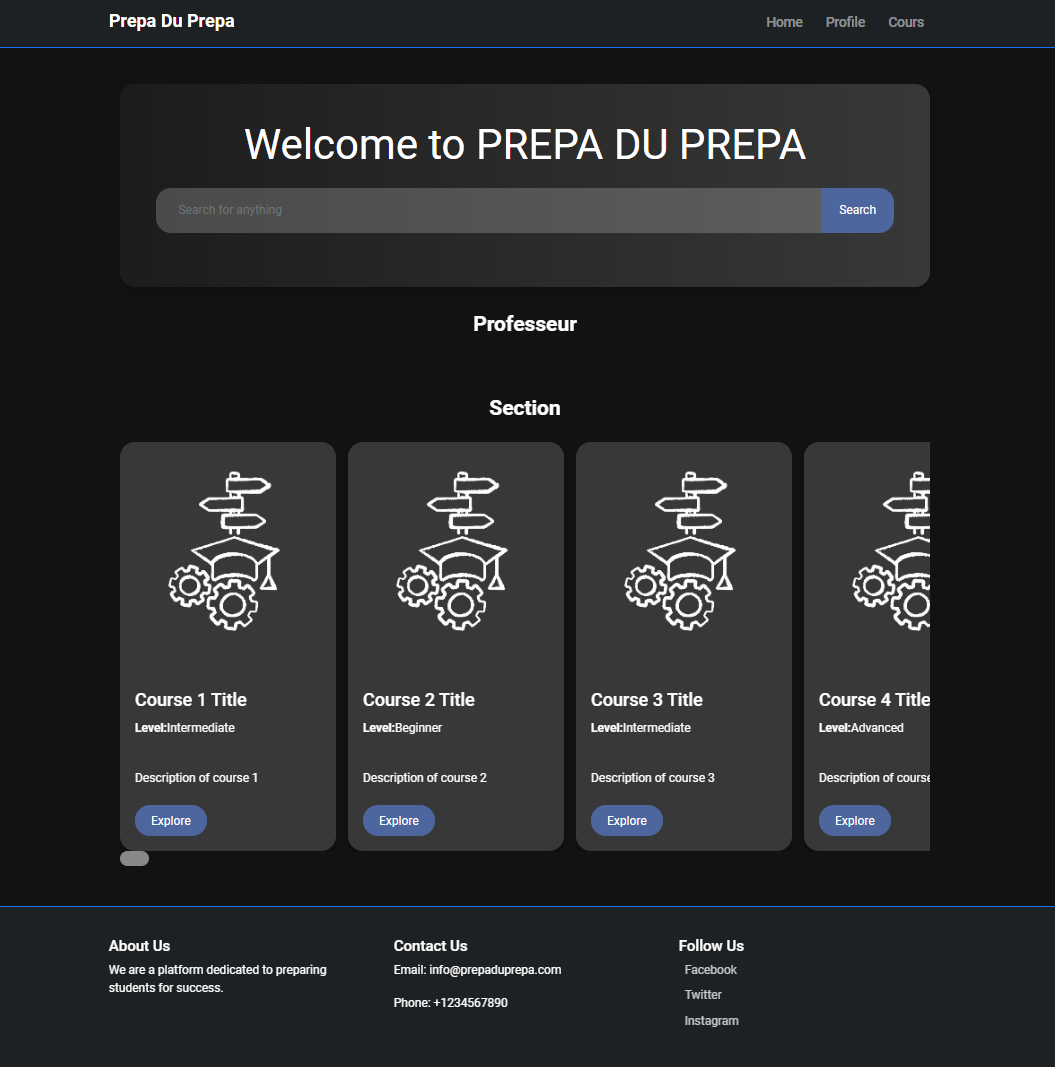 Prepa Du Prepa
Home Profile Cours
Welcome to PREPA DU PREPA
Search for anything
Search
Professeur
Section
Course 1 Title
Level:Intermediate
Description of course 1
Explore
Course 2 Title
Level:Beginner
Description of course 2
Explore
Course 3 Title
Level:Intermediate
Description of course 3
Explore
Course 4 Title
Level:Advanced
Description of course
Explore
About Us
We are a platform dedicated to preparing
students for success.
Contact Us
Email: info@prepaduprepa.com
Phone: +1234567890
Follow Us
Facebook
Twitter
Instagram